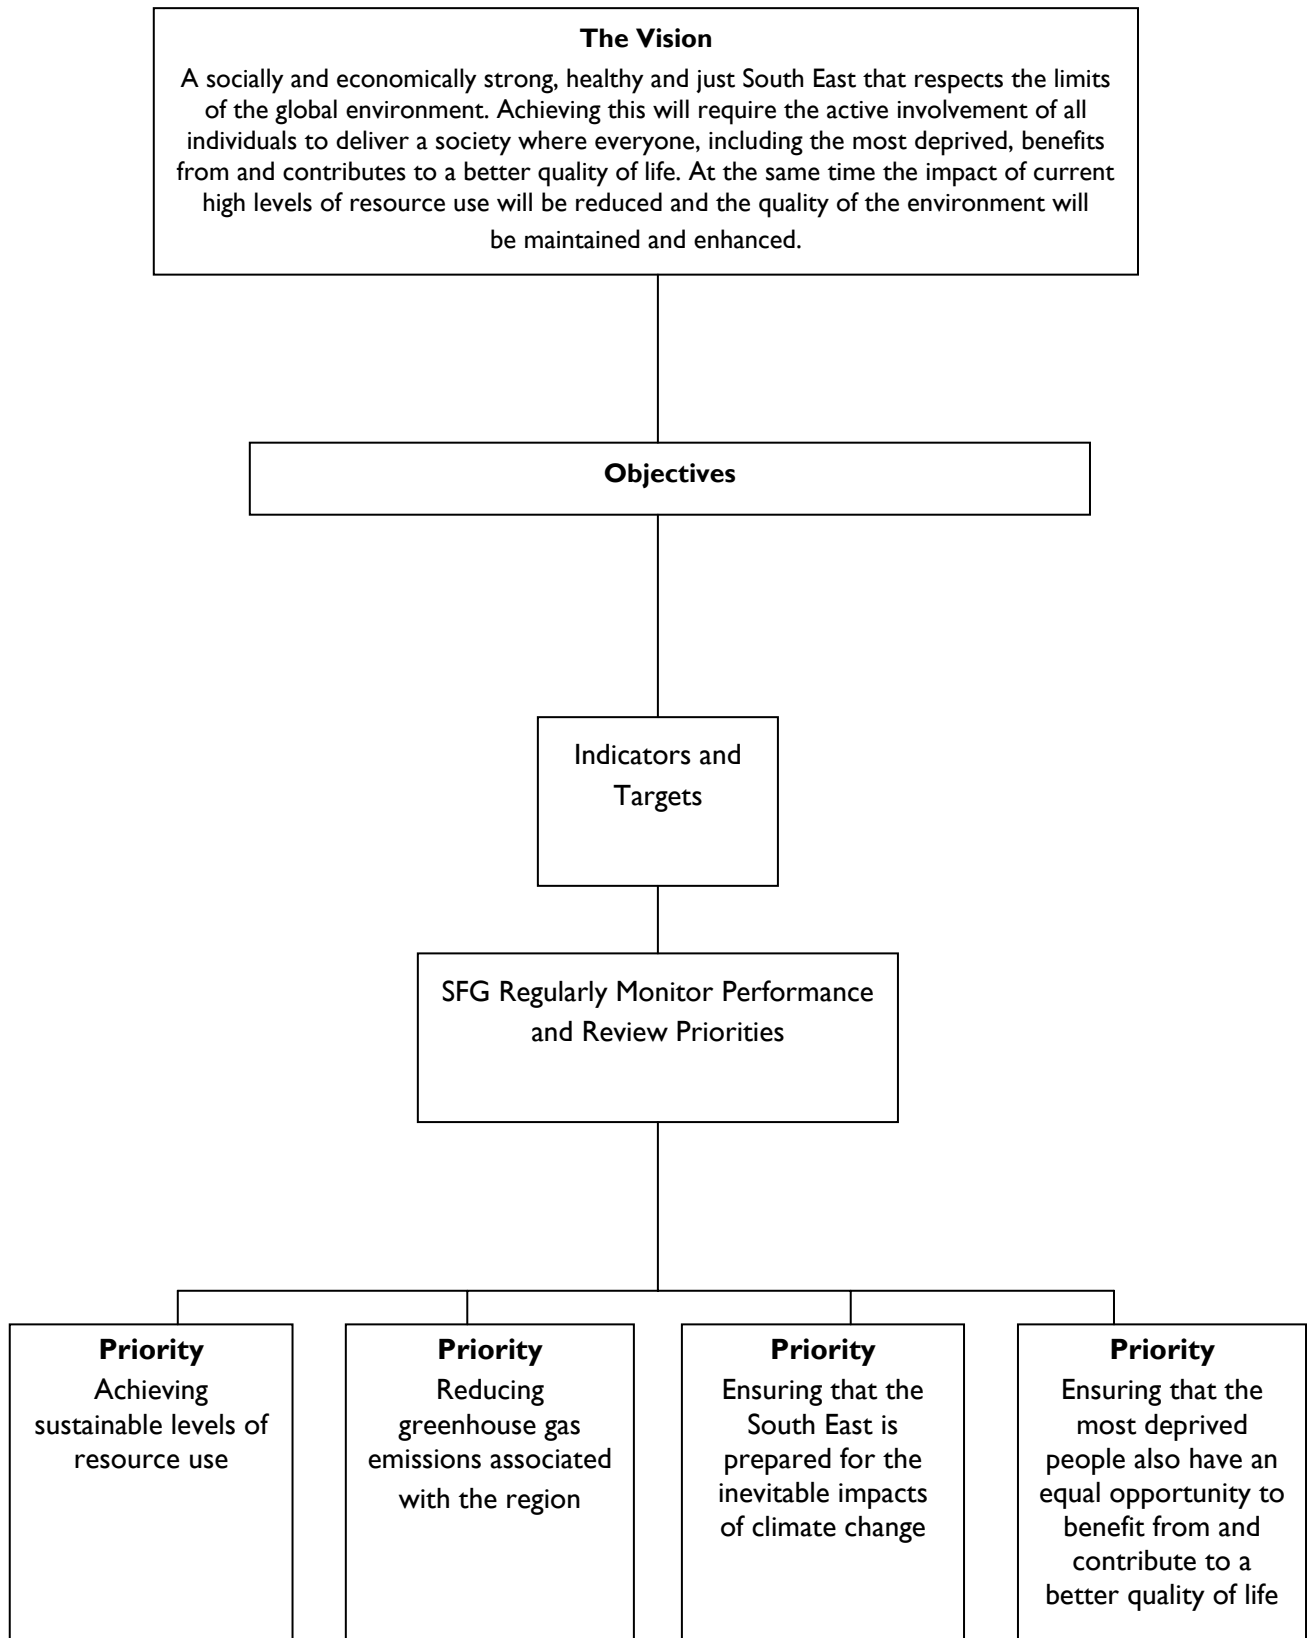 The Vision
A socially and economically strong, healthy and just South East that respects the limits
of the global environment. Achieving this will require the active involvement of all
individuals to deliver a society where everyone, including the most deprived, benefits
from and contributes to a better quality of life. At the same time the impact of current
high levels of resource use will be reduced and the quality of the environment will
be maintained and enhanced.
Objectives
Indicators and
Targets
SFG Regularly Monitor Performance
and Review Priorities
Priority
Achieving
sustainable levels of
resource use
Priority
Reducing
greenhouse gas
emissions associated
with the region
Priority
Ensuring that the
South East is
prepared for the
inevitable impacts
of climate change
Priority
Ensuring that the
most deprived
people also have an
equal opportunity to
benefit from and
contribute to a
better quality of life